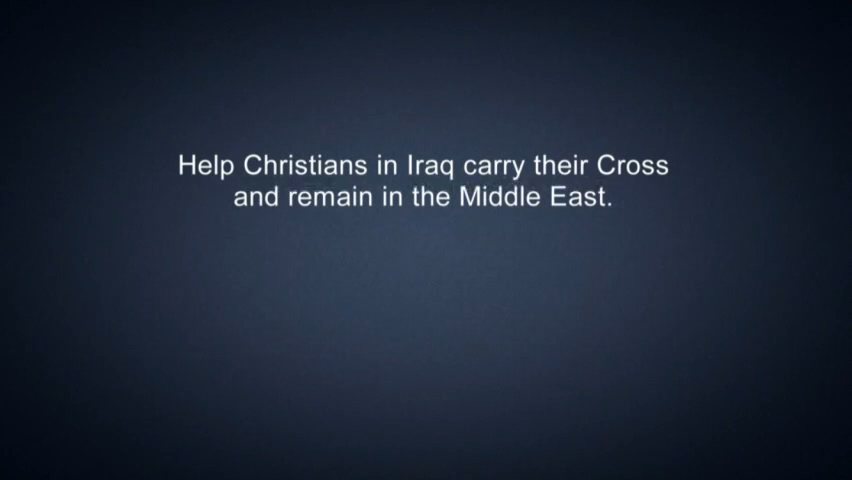 Help Christians in Iraq carry their Cross
and remain in the Middle East.